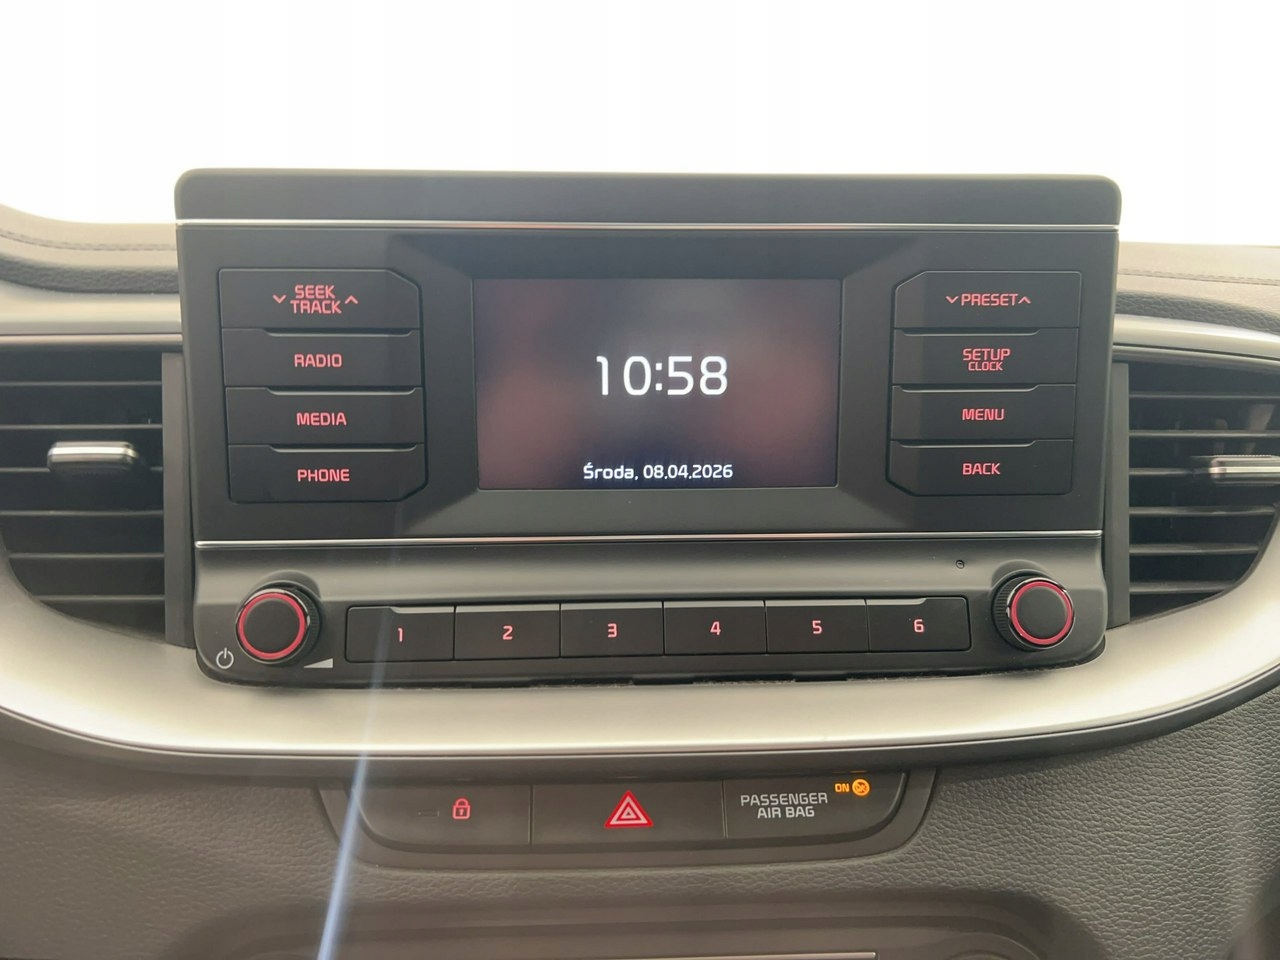 SEEK
TRACK
RADIO
MEDIA
PHONE
10:58
Środa, 08.04.2026
PRESET
SETUP
CLOCK
MENU
BACK
1 2 3 4 5 6
PASSENGER
AIR BAG
ON